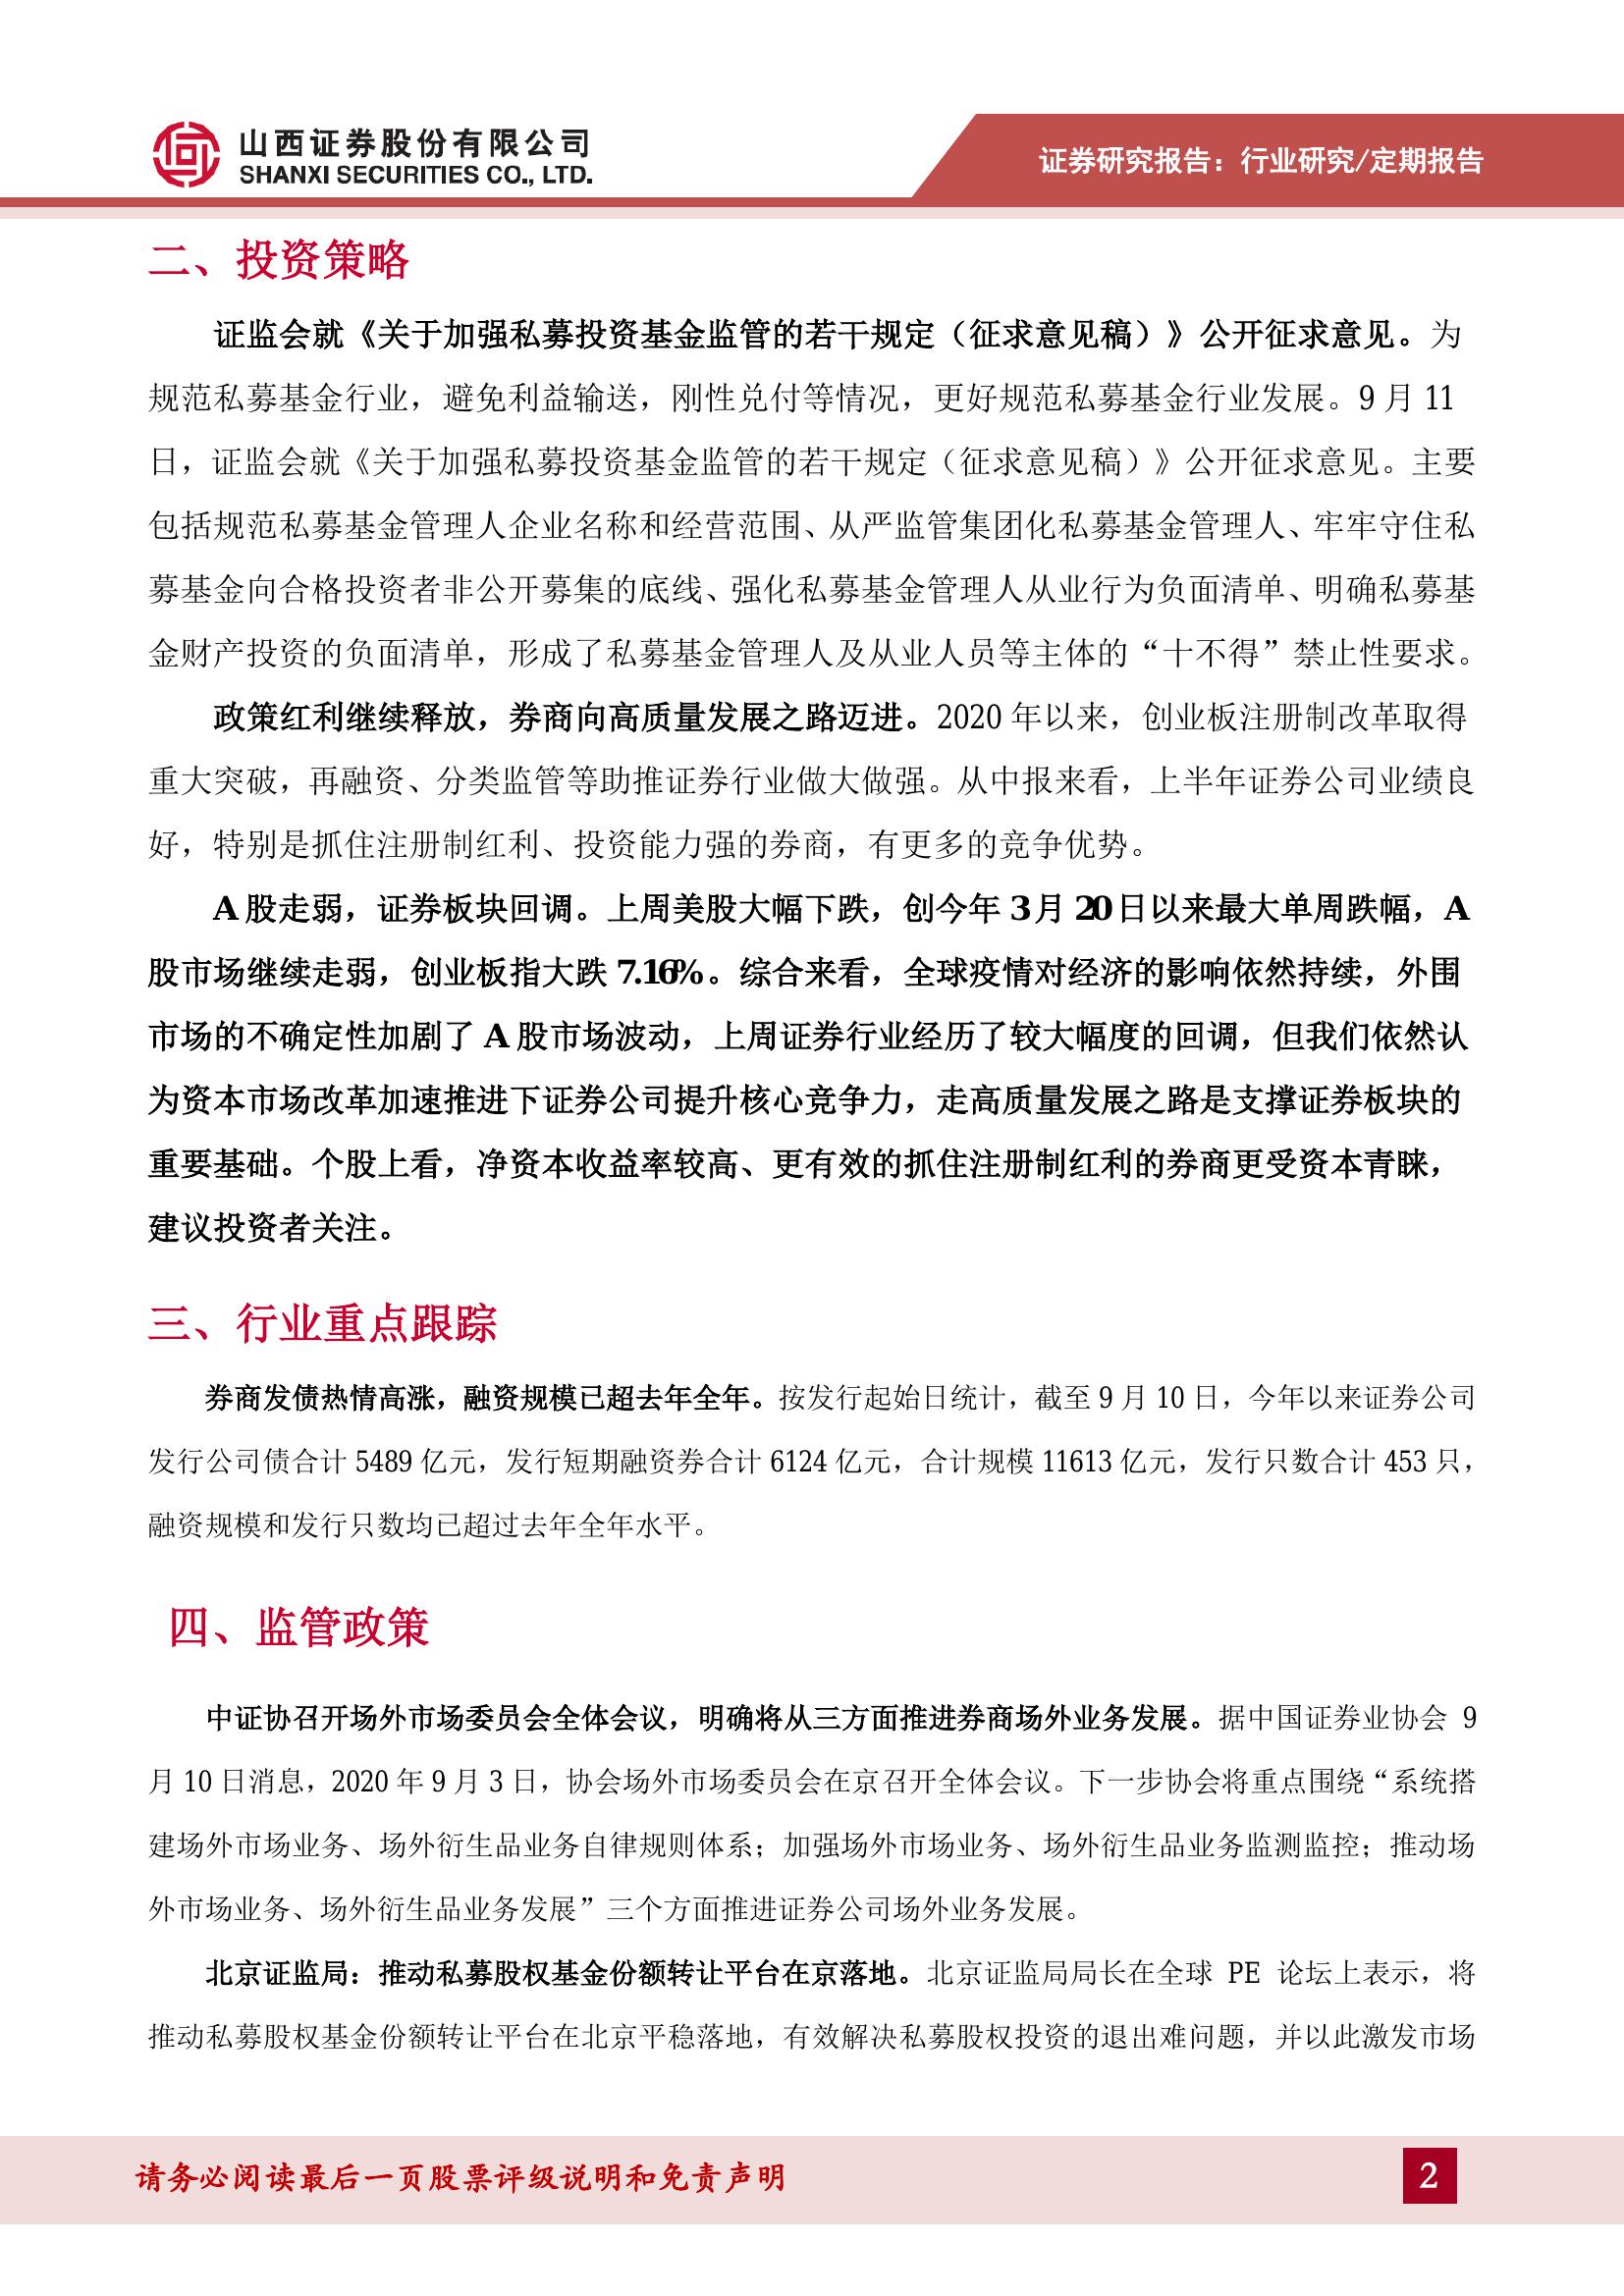 山西证券股份有限公司
SHANXI SECURITIES CO., LTD.
证券研究报告：行业研究/定期报告
二、投资策略
证监会就《关于加强私募投资基金监管的若干规定（征求意见稿）》公开征求意见。为
规范私募基金行业，避免利益输送，刚性兑付等情况，更好规范私募基金行业发展。9 月 11
日，证监会就《关于加强私募投资基金监管的若干规定（征求意见稿）》公开征求意见。主要
包括规范私募基金管理人企业名称和经营范围、从严监管集团化私募基金管理人、牢牢守住私
募基金向合格投资者非公开募集的底线、强化私募基金管理人从业行为负面清单、明确私募基
金财产投资的负面清单，形成了私募基金管理人及从业人员等主体的“十不得”禁止性要求。
政策红利继续释放，券商向高质量发展之路迈进。2020 年以来，创业板注册制改革取得
重大突破，再融资、分类监管等助推证券行业做大做强。从中报来看，上半年证券公司业绩良
好，特别是抓住注册制红利、投资能力强的券商，有更多的竞争优势。
A 股走弱，证券板块回调。上周美股大幅下跌，创今年 3 月 20 日以来最大单周跌幅，A
股市场继续走弱，创业板指大跌 7.16%。综合来看，全球疫情对经济的影响依然持续，外围
市场的不确定性加剧了 A 股市场波动，上周证券行业经历了较大幅度的回调，但我们依然认
为资本市场改革加速推进下证券公司提升核心竞争力，走高质量发展之路是支撑证券板块的
重要基础。个股上看，净资本收益率较高、更有效的抓住注册制红利的券商更受资本青睐，
建议投资者关注。
三、行业重点跟踪
券商发债热情高涨，融资规模已超去年全年。按发行起始日统计，截至 9 月 10 日，今年以来证券公司
发行公司债合计 5489 亿元，发行短期融资券合计 6124 亿元，合计规模 11613 亿元，发行只数合计 453 只，
融资规模和发行只数均已超过去年全年水平。
四、监管政策
中证协召开场外市场委员会全体会议，明确将从三方面推进券商场外业务发展。据中国证券业协会 9
月 10 日消息，2020 年 9 月 3 日，协会场外市场委员会在京召开全体会议。下一步协会将重点围绕“系统搭
建场外市场业务、场外衍生品业务自律规则体系；加强场外市场业务、场外衍生品业务监测监控；推动场
外市场业务、场外衍生品业务发展”三个方面推进证券公司场外业务发展。
北京证监局：推动私募股权基金份额转让平台在京落地。北京证监局局长在全球 PE 论坛上表示，将
推动私募股权基金份额转让平台在北京平稳落地，有效解决私募股权投资的退出难问题，并以此激发市场
请务必阅读最后一页股票评级说明和免责声明
2